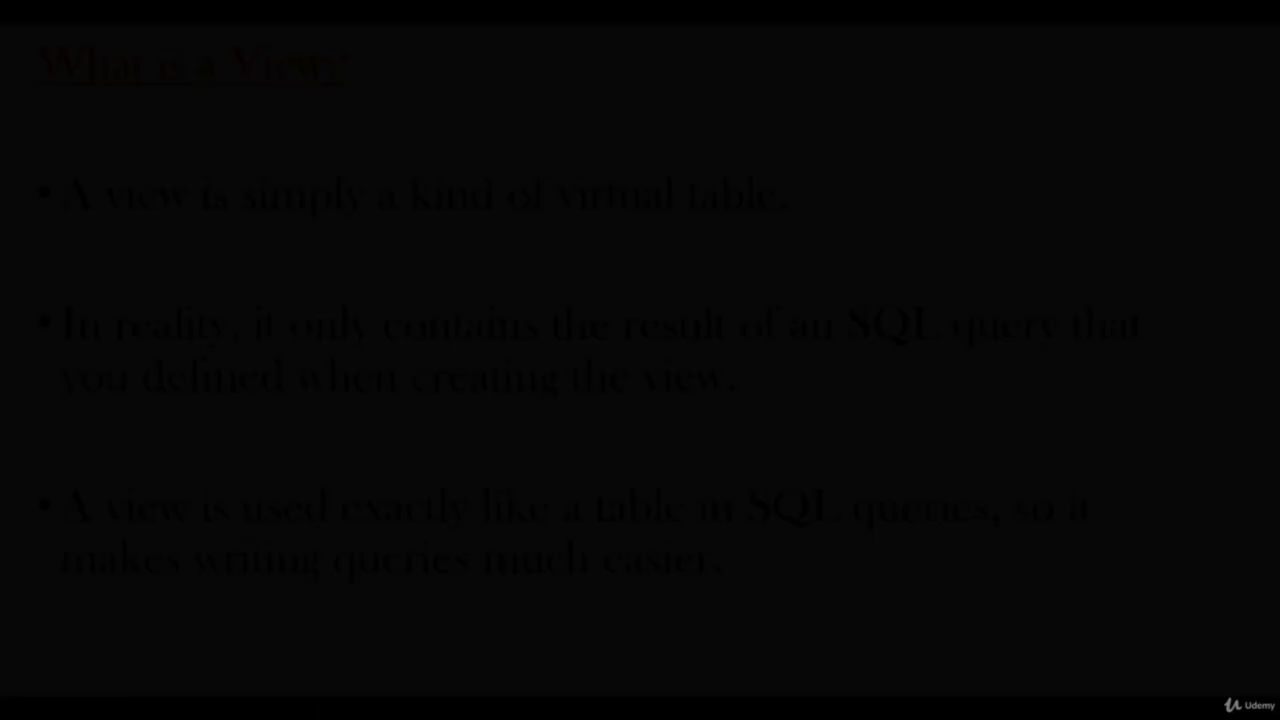 What is a View?
• A view is simply a kind of virtual table.
• In reality, it only contains the result of an SQL query that
you defined when creating the view.
• A view is used exactly like a table in SQL queries, so it
makes writing queries much easier.
Udemy